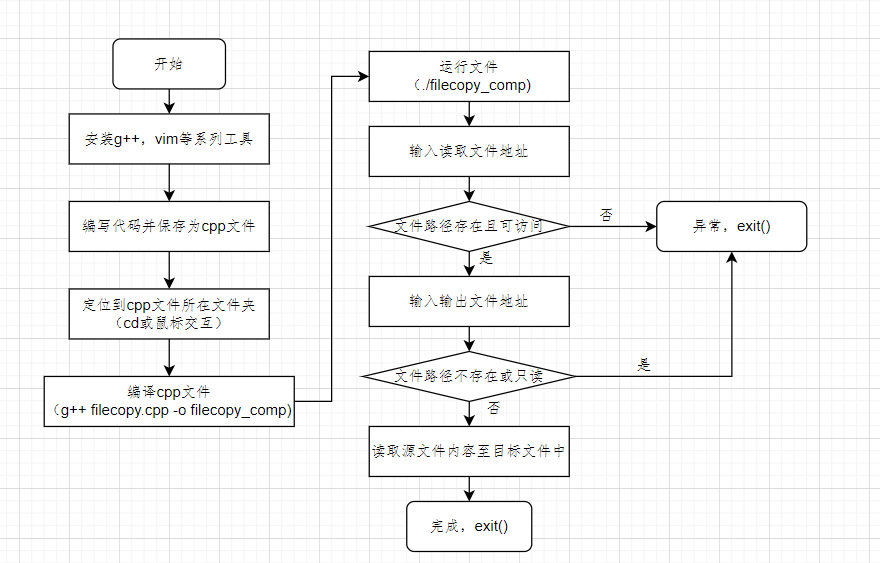 开始
安装g++，vim等系列工具
编写代码并保存为cpp文件
定位到cpp文件所在文件夹
（cd或鼠标交互）
编译cpp文件
（g++ filecopy.cpp -o filecopy_comp)
运行文件
（./filecopy_comp)
输入读取文件地址
文件路径存在且可访问
否
异常，exit()
是
输入输出文件地址
文件路径不存在或只读
是
否
读取源文件内容至目标文件中
完成，exit()